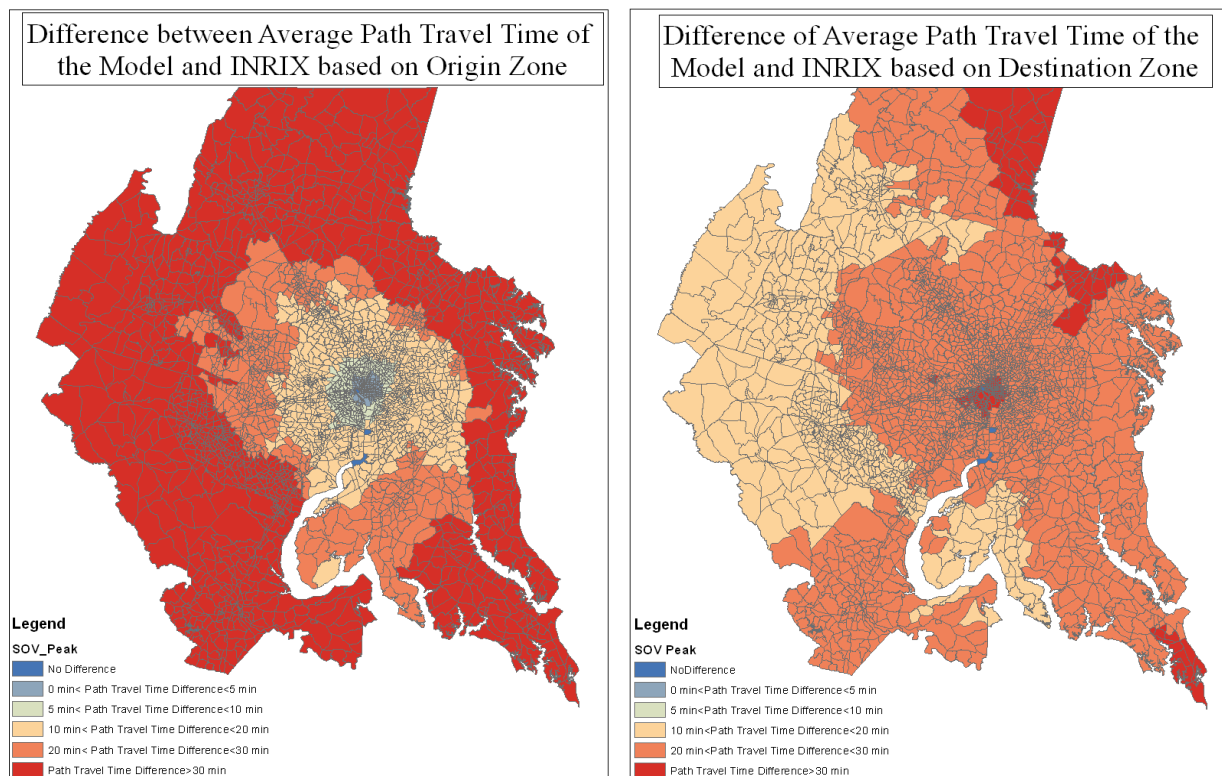 Difference between Average Path Travel Time of
the Model and INRIX based on Origin Zone
Legend
SOV_Peak
No Difference
0 min< Path Travel Time Difference<5 min
5 min< Path Travel Time Difference<10 min
10 min< Path Travel Time Difference<20 min
20 min< Path Travel Time Difference<30 min
Path Travel Time Difference>30 min
Difference of Average Path Travel Time of the
Model and INRIX based on Destination Zone
Legend
SOV Peak
NoDifference
0 min<Path Travel Time Difference<5 min
5 min<Path Travel Time Difference<10 min
10 min<Path Travel Time Difference<20 min
20 min<Path Travel Time Difference<30 min
Path Travel Time Difference>30 min